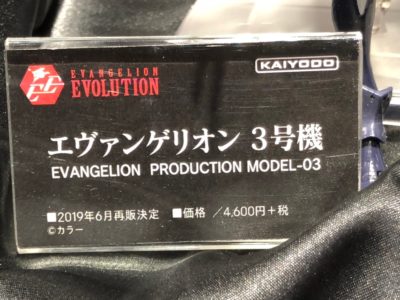 EVANGELION
EVOLUTION
KAIYODO
エヴァンゲリオン 3号機
EVANGELION PRODUCTION MODEL-03
■2019年6月再販決定 ■価格 ／4,600円+税
©カラー